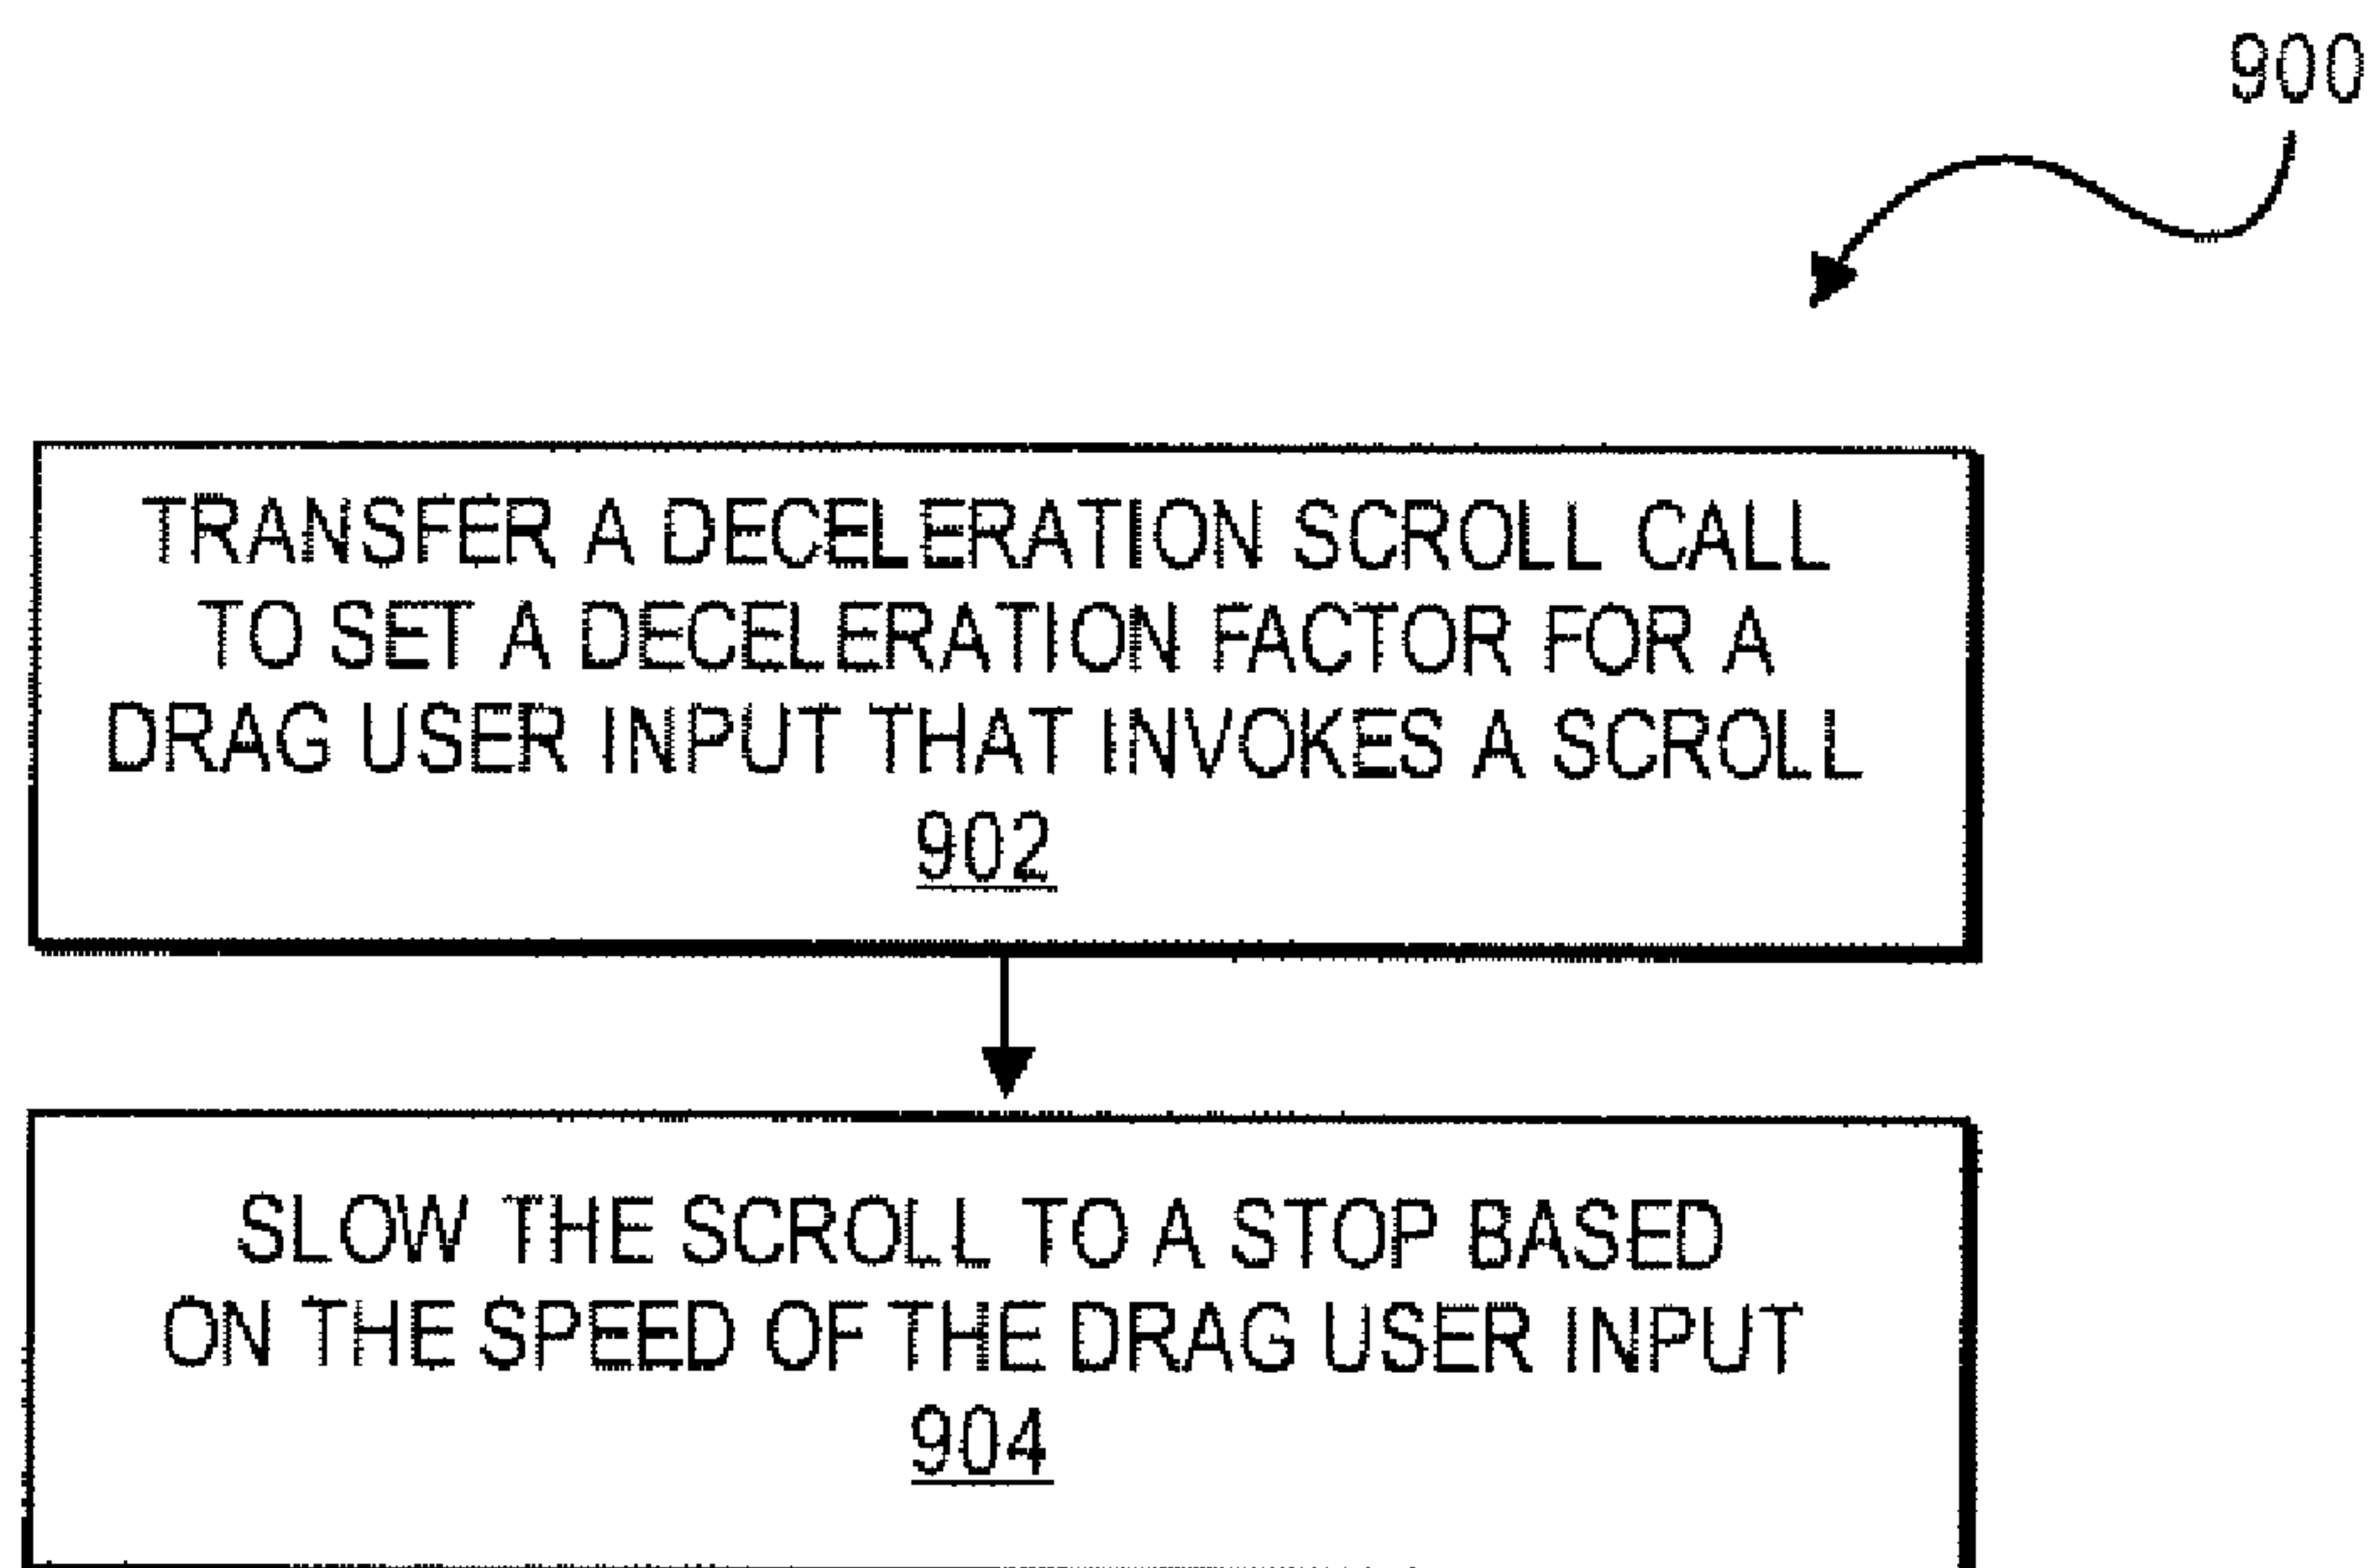 900
TRANSFER A DECELERATION SCROLL CALL
TO SET A DECELERATION FACTOR FOR A
DRAG USER INPUT THAT INVOKES A SCROLL
902
SLOW THE SCROLL TO A STOP BASED
ON THE SPEED OF THE DRAG USER INPUT
904